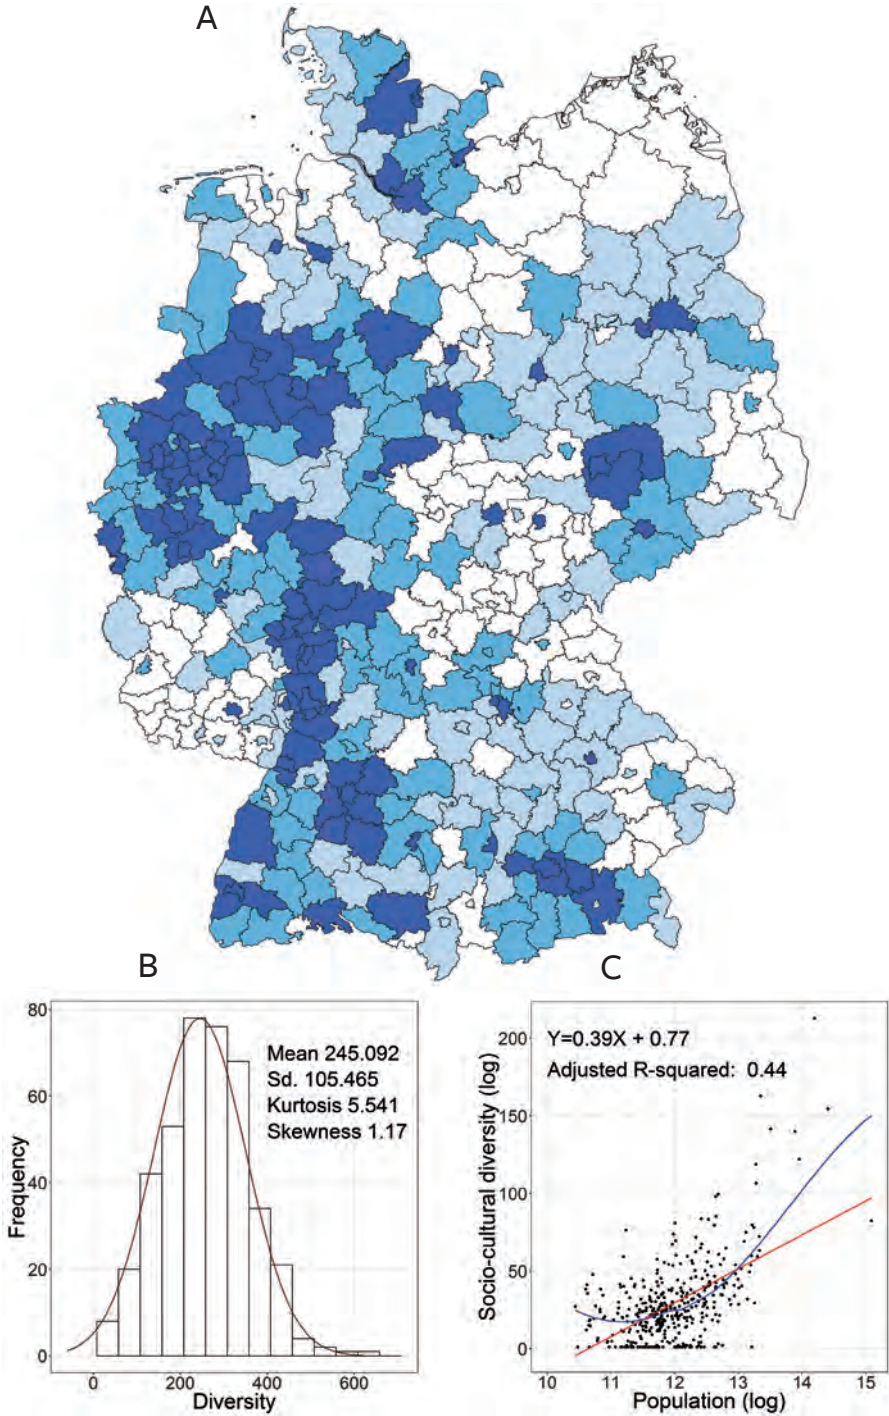 A
B
C
80
60
40
20
0
Frequency
Mean 245.092
Sd. 105.465
Kurtosis 5.541
Skewness 1.17
0
200
400
600
Diversity
200
150
100
50
0
Socio-cultural diversity (log)
Y=0.39X + 0.77
Adjusted R-squared: 0.44
10
11
12
13
14
15
Population (log)